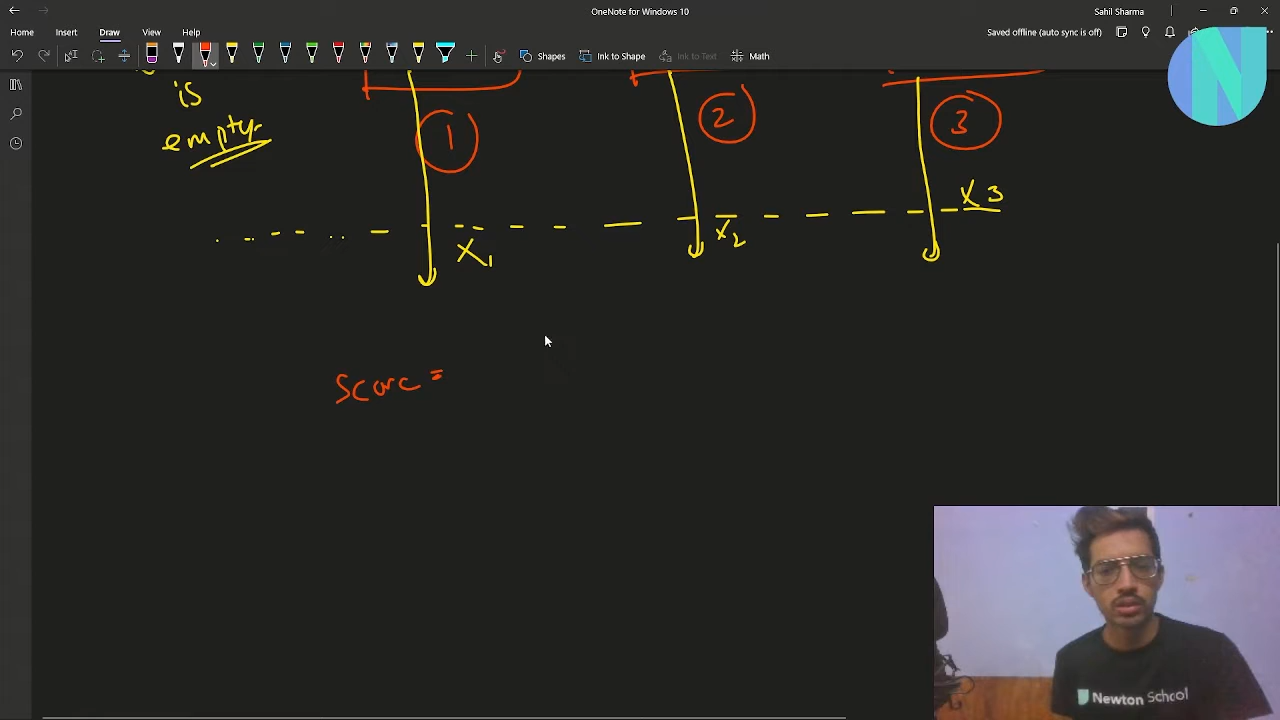 OneNote for Windows 10
Sahil Sharma
Home Insert Draw View Help
Saved offline (auto sync is off)
Shapes Ink to Shape Ink to Text Math
is
empty
1 2 3
X1 X2 X3
Score =
Newton School